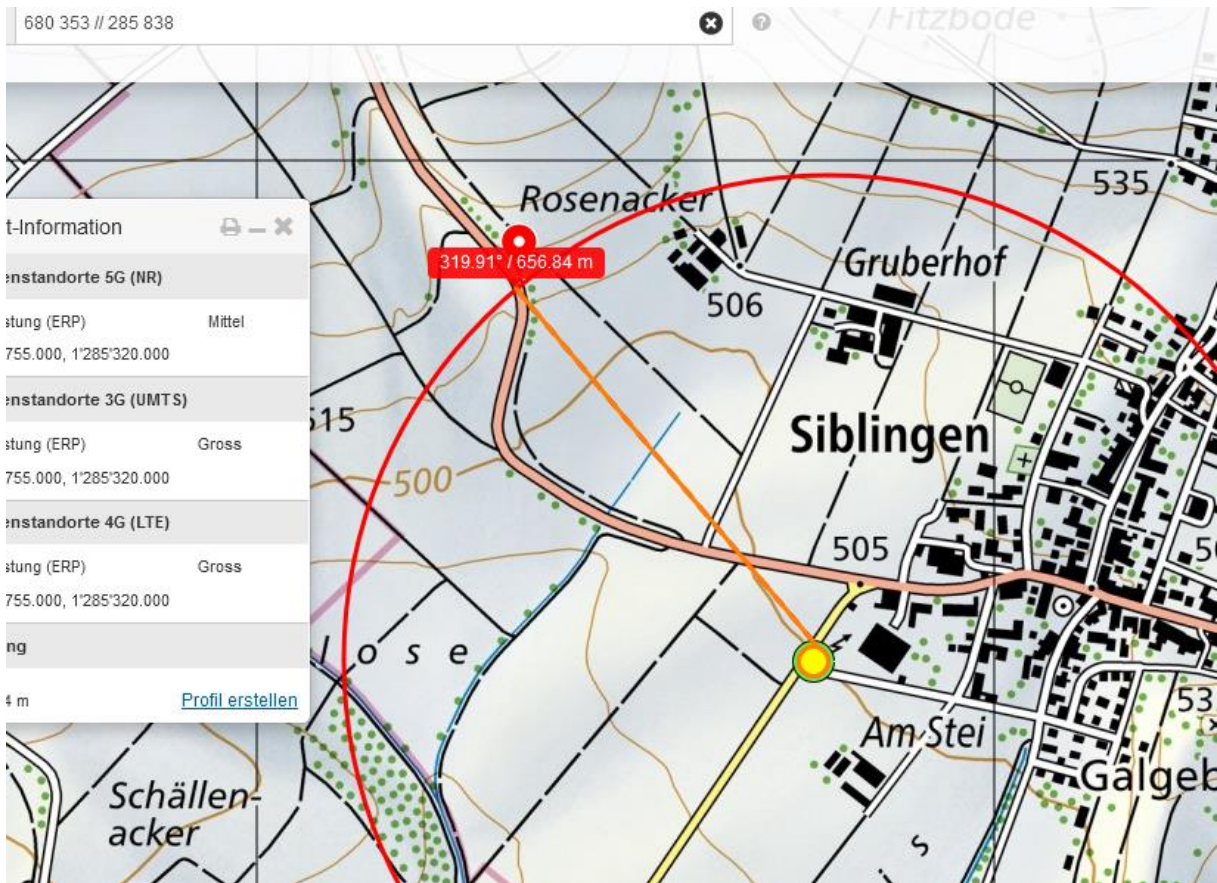 680 353 // 285 838
/Fitzbode
535
Rosenacker
t-Information
319.91° / 656.84 m
Gruberhof
enstandorte 5G (NR)
506
stung (ERP) Mittel
755.000, 1'285'320.000
enstandorte 3G (UMTS)
515
Siblingen
stung (ERP) Gross
755.000, 1'285'320.000
500
enstandorte 4G (LTE)
505
50
stung (ERP) Gross
755.000, 1'285'320.000
ng
lose
4 m Profil erstellen
53
Am Stei
Galgeb
Schällen-
acker
s